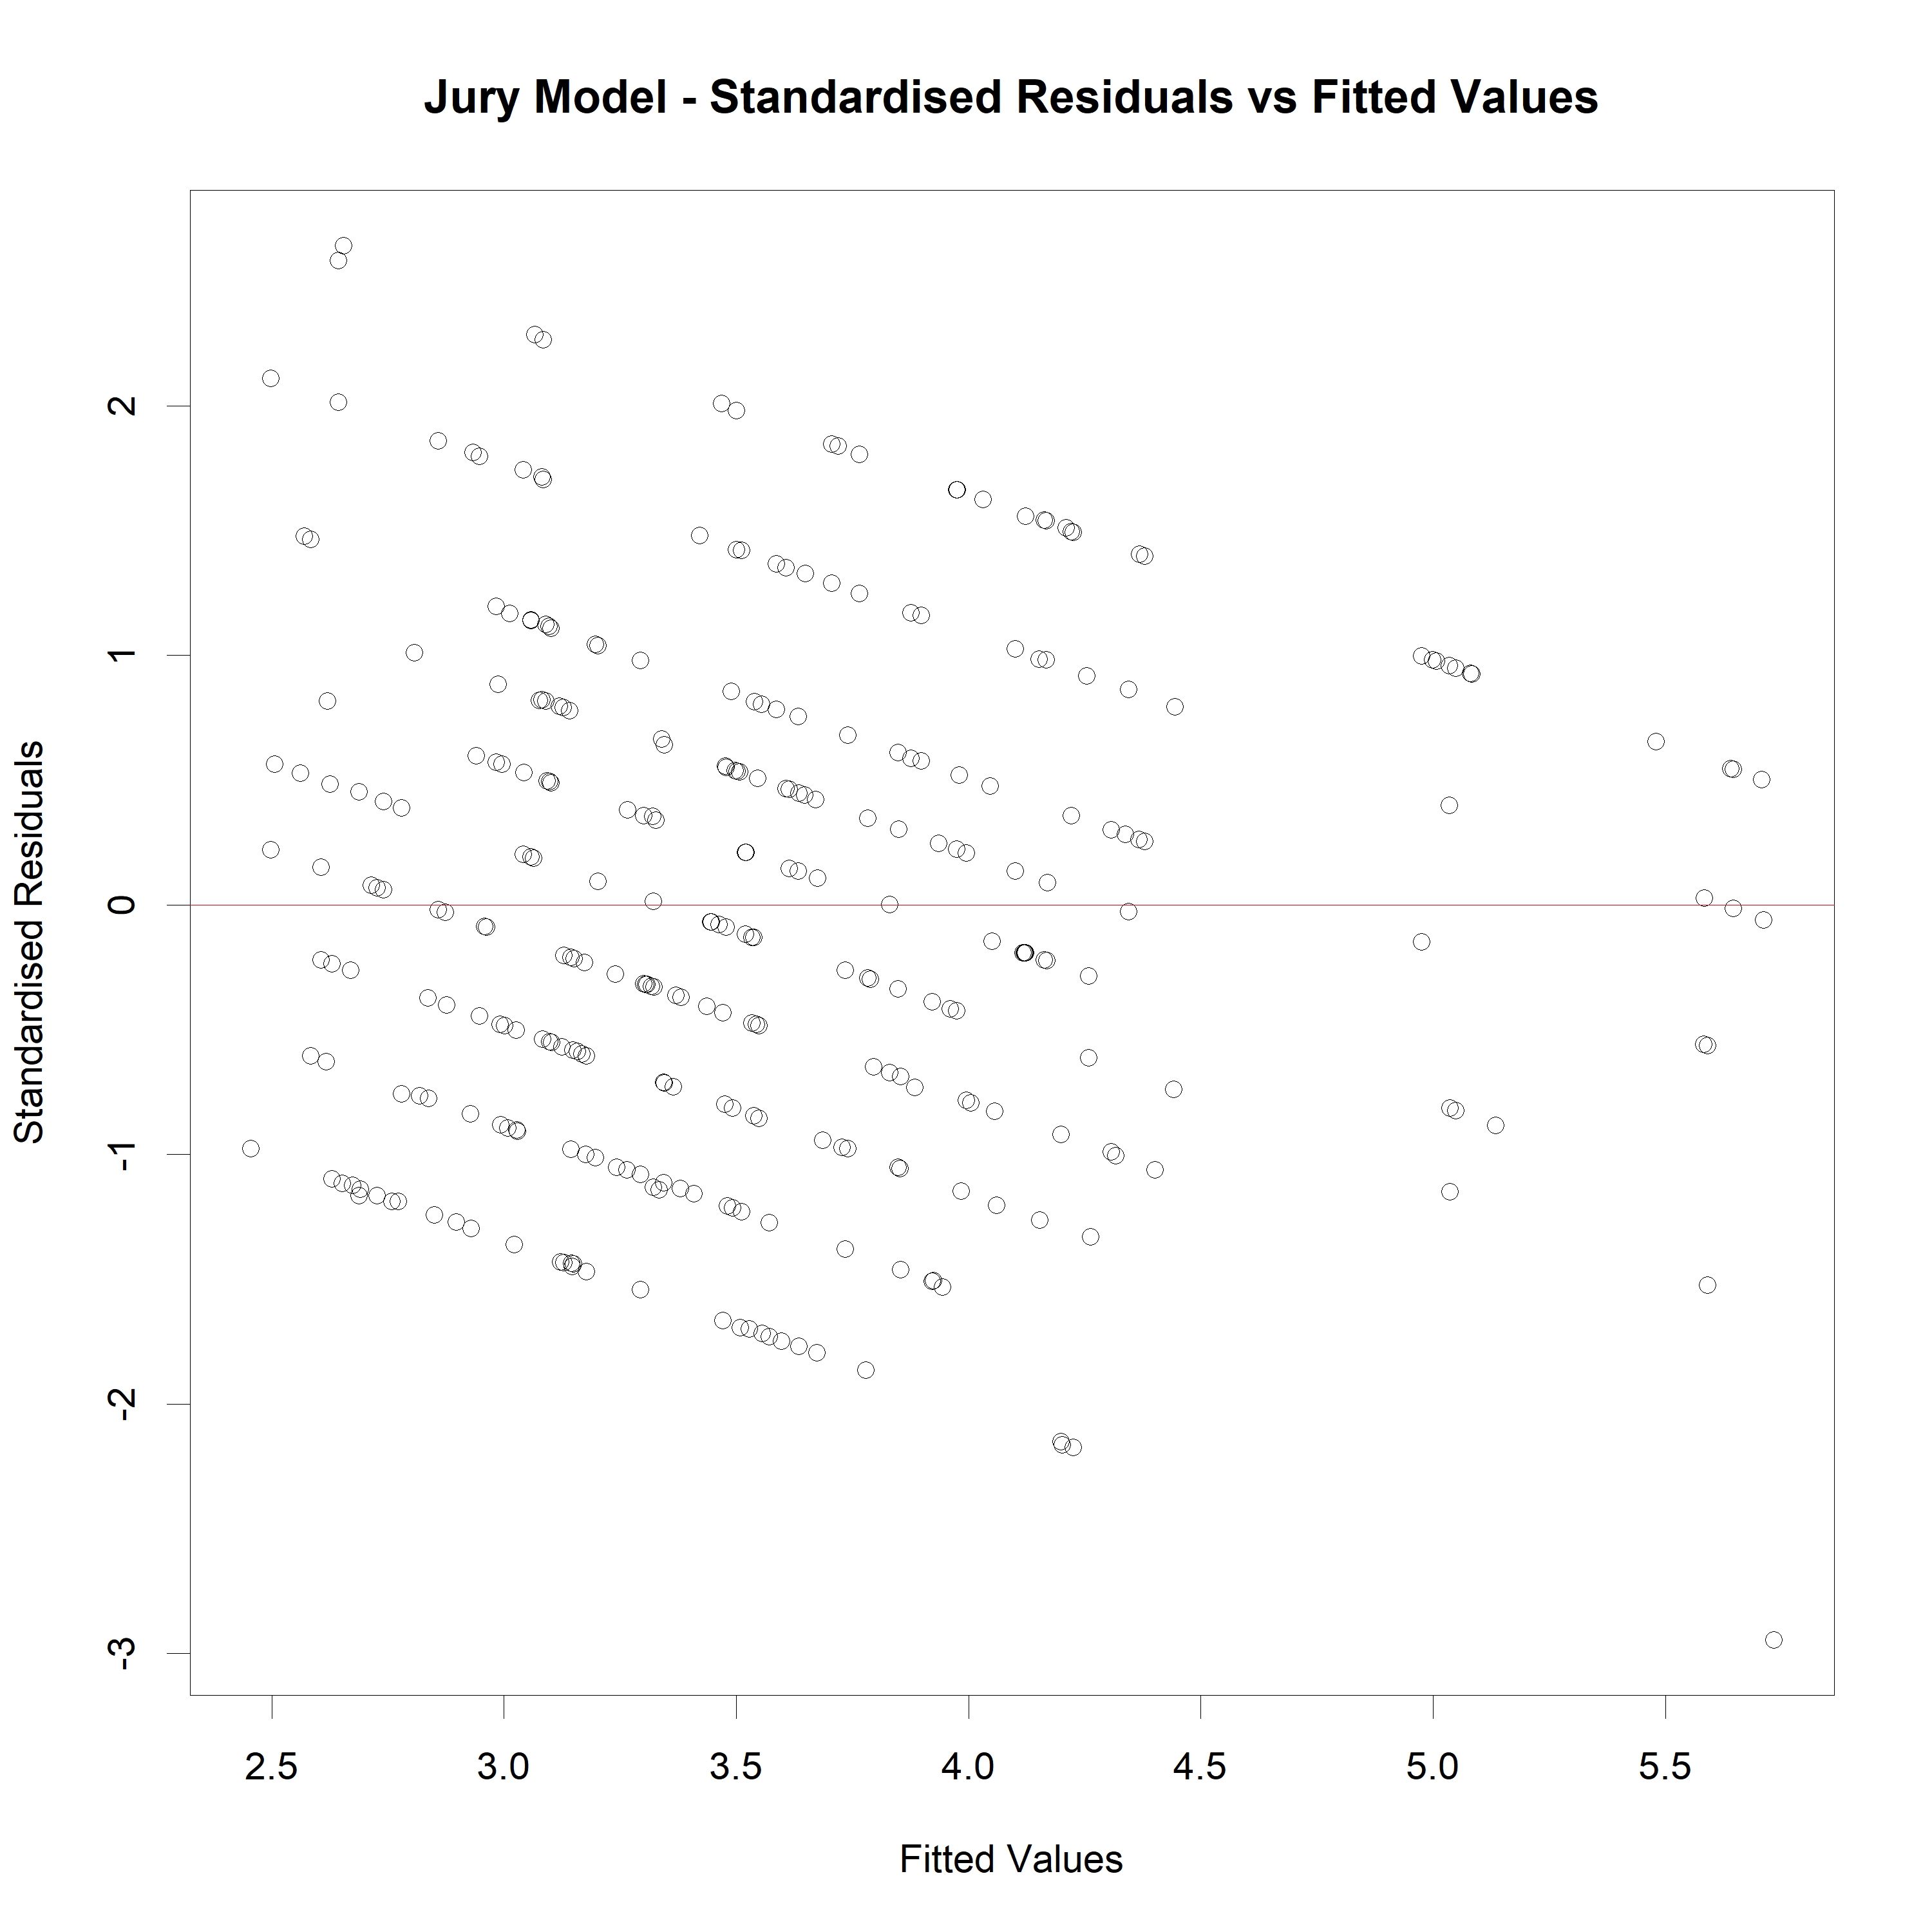 Jury Model - Standardised Residuals vs Fitted Values
Standardised Residuals
2
1
0
-1
-2
-3
2.5 3.0 3.5 4.0 4.5 5.0 5.5
Fitted Values